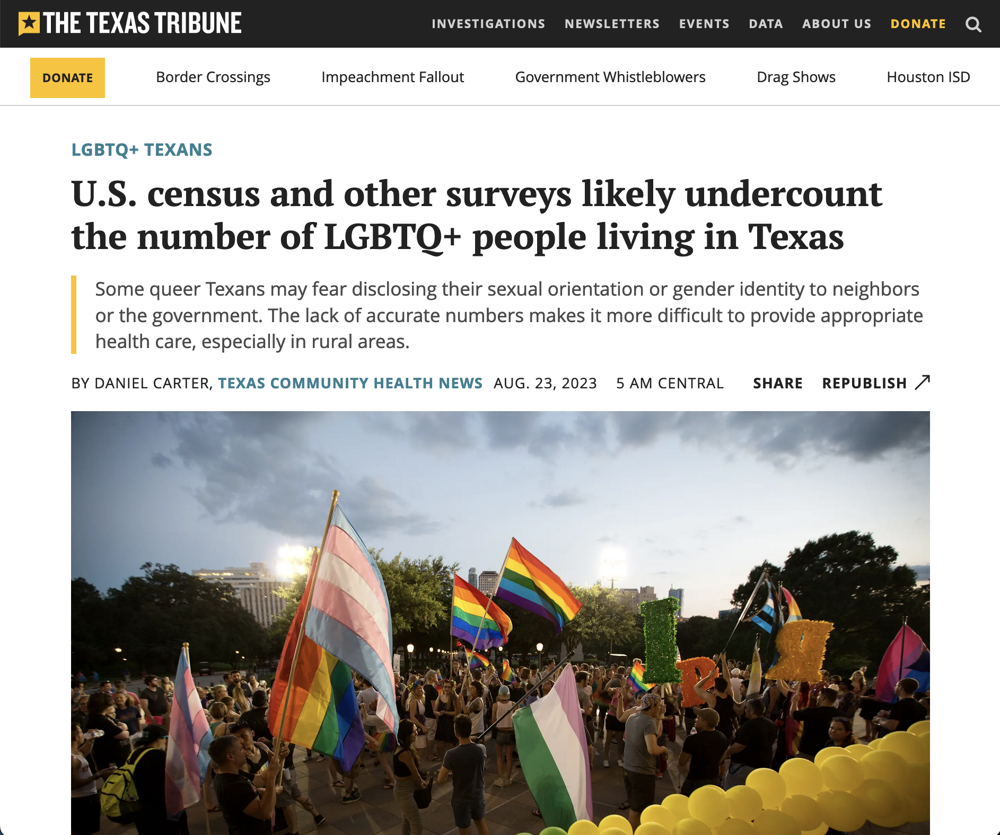 THE TEXAS TRIBUNE
INVESTIGATIONS NEWSLETTERS EVENTS DATA ABOUT US DONATE
DONATE Border Crossings Impeachment Fallout Government Whistleblowers Drag Shows Houston ISD
LGBTQ+ TEXANS
U.S. census and other surveys likely undercount
the number of LGBTQ+ people living in Texas
Some queer Texans may fear disclosing their sexual orientation or gender identity to neighbors
or the government. The lack of accurate numbers makes it more difficult to provide appropriate
health care, especially in rural areas.
BY DANIEL CARTER, TEXAS COMMUNITY HEALTH NEWS AUG. 23, 2023 5 AM CENTRAL SHARE REPUBLISH
I
P
R